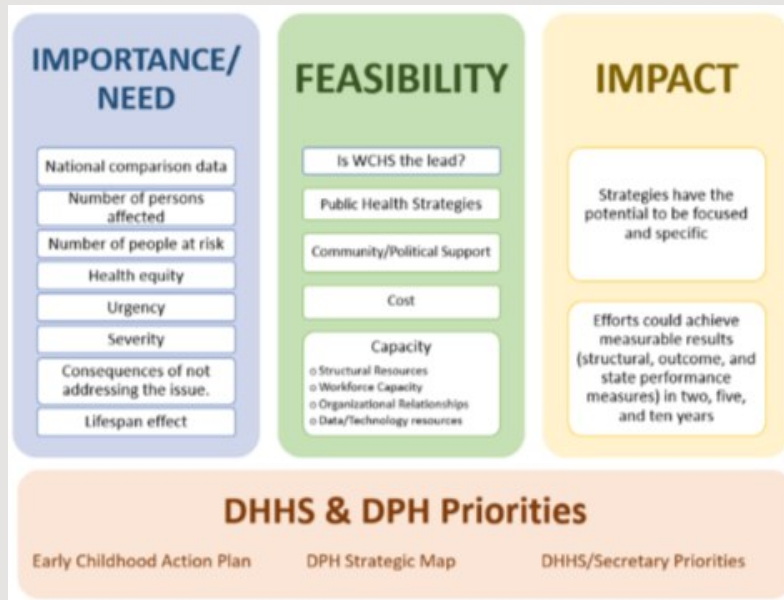 IMPORTANCE/
NEED
National comparison data
Number of persons
affected
Number of people at risk
Health equity
Urgency
Severity
Consequences of not
addressing the issue.
Lifespan effect
FEASIBILITY
Is WCHS the lead?
Public Health Strategies
Community/Political Support
Cost
Capacity
o Structural Resources
o Workforce Capacity
o Organizational Relationships
o Data/Technology resources
IMPACT
Strategies have the
potential to be focused
and specific
Efforts could achieve
measurable results
(structural, outcome, and
state performance
measures) in two, five,
and ten years
DHHS & DPH Priorities
Early Childhood Action Plan
DPH Strategic Map
DHHS/Secretary Priorities